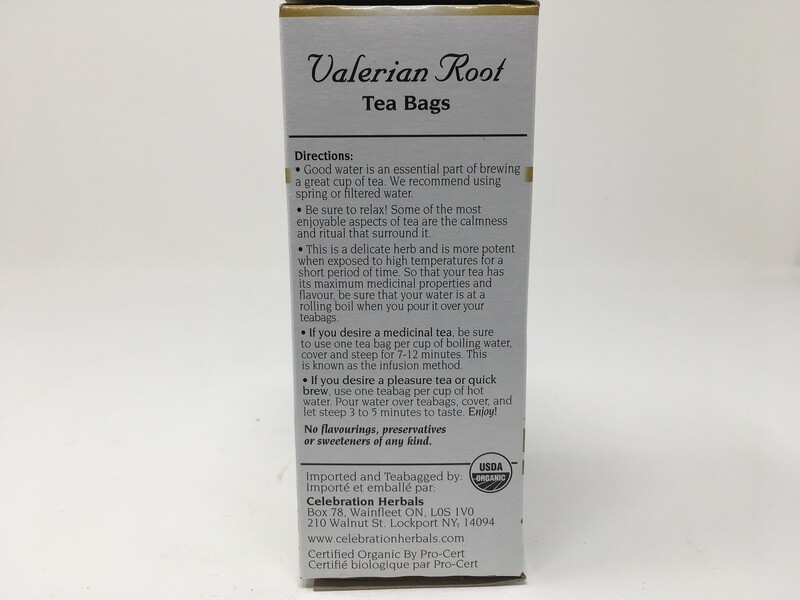 Valerian Root
Tea Bags
Directions:
• Good water is an essential part of brewing
a great cup of tea. We recommend using
spring or filtered water.
• Be sure to relax! Some of the most
enjoyable aspects of tea are the calmness
and ritual that surround it.
• This is a delicate herb and is more potent
when exposed to high temperatures for a
short period of time. So that your tea has
its maximum medicinal properties and
flavour, be sure that your water is at a
rolling boil when you pour it over your
teabags.
• If you desire a medicinal tea, be sure
to use one tea bag per cup of boiling water,
cover and steep for 7-12 minutes. This
is known as the infusion method.
• If you desire a pleasure tea or quick
brew, use one teabag per cup of hot
water. Pour water over teabags, cover, and
let steep 3 to 5 minutes to taste. Enjoy!
No flavourings, preservatives
or sweeteners of any kind.
USDA
ORGANIC
Imported and Teabagged by:
Importé et emballé par:
Celebration Herbals
Box 78, Wainfleet ON, L0S 1V0
210 Walnut St. Lockport NY, 14094
www.celebrationherbals.com
Certified Organic By Pro-Cert
Certifié biologique par Pro-Cert